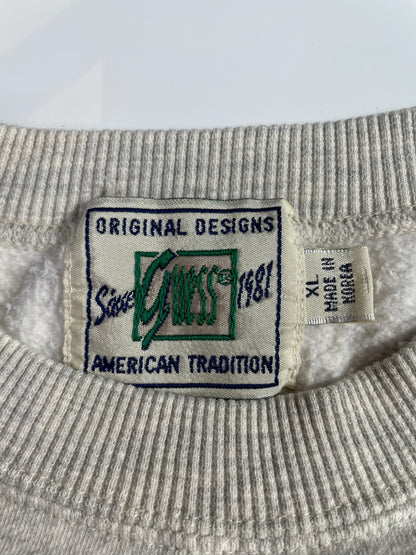 ORIGINAL DESIGNS
Since Guess® 1981
AMERICAN TRADITION
XL
MADE IN
KOREA